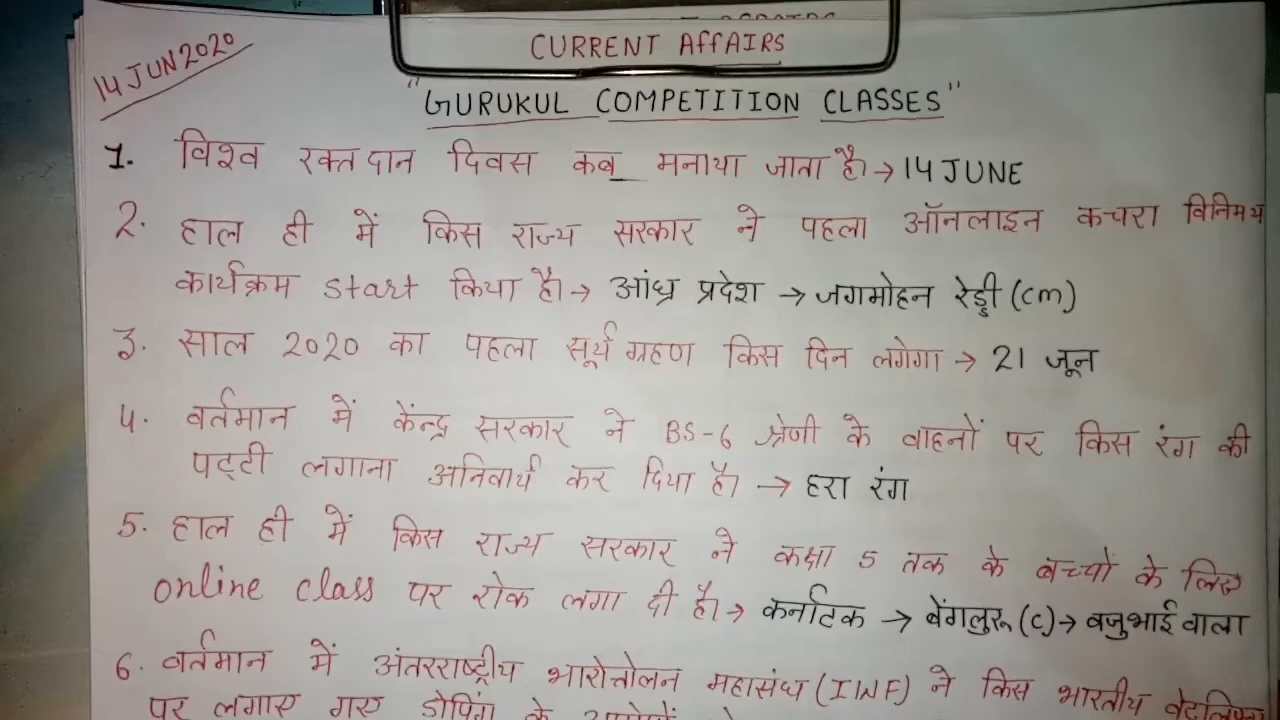 14 JUN 2020
CURRENT AFFAIRS
"GURUKUL COMPETITION CLASSES"
1. विश्व रक्तदान दिवस कब मनाया जाता है। → 14 JUNE
2. हाल ही में किस राज्य सरकार ने पहला ऑनलाइन कचरा विनिमय
कार्यक्रम start किया है। → आंध्र प्रदेश → जगमोहन रेड्डी (cm)
3. साल 2020 का पहला सूर्य ग्रहण किस दिन लगेगा → 21 जून
4. वर्तमान में केंन्द्र सरकार ने BS-6 श्रेणी के वाहनों पर किस रंग की
पट्टी लगाना अनिवार्य कर दिया है। → हरा रंग
5. हाल ही में किस राज्य सरकार ने कक्षा 5 तक के बच्चों के लिए
online class पर रोक लगा दी है। → कर्नाटक → बेंगलुरू (c) → वजुभाई वाला
6. वर्तमान में अंतरराष्ट्रीय भारोत्तोलन महासंघ (IWF) ने किस भारतीय
पर लगाए गए डोपिंग के